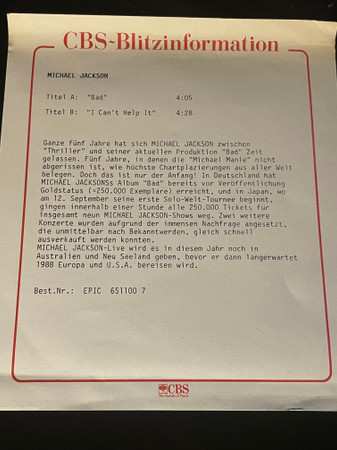 CBS-Blitzinformation
MICHAEL JACKSON
Titel A: "Bad" 4:05
Titel B: "I Can't Help It" 4:28
Ganze fünf Jahre hat sich MICHAEL JACKSON zwischen
"Thriller" und seiner aktuellen Produktion "Bad" Zeit
gelassen. Fünf Jahre, in denen die "Michael Manie" nicht
abgerissen ist, wie höchste Chartplazierungen aus aller Welt
belegen. Doch das ist nur der Anfang! In Deutschland hat
MICHAEL JACKSONSs Album "Bad" bereits vor Veröffentlichung
Goldstatus (=250.000 Exemplare) erreicht, und in Japan, wo
am 12. September seine erste Solo-Welt-Tournee beginnt,
gingen innerhalb einer Stunde alle 250.000 Tickets für
insgesamt neun MICHAEL JACKSON-Shows weg. Zwei weitere
Konzerte wurden aufgrund der immensen Nachfrage angesetzt,
die unmittelbar nach Bekanntwerden, gleich schnell
ausverkauft werden konnten.
MICHAEL JACKSON-Live wird es in diesem Jahr noch in
Australien und Neu Seeland geben, bevor er dann langerwartet
1988 Europa und U.S.A. bereisen wird.
Best.Nr.: EPIC 651100 7
CBS